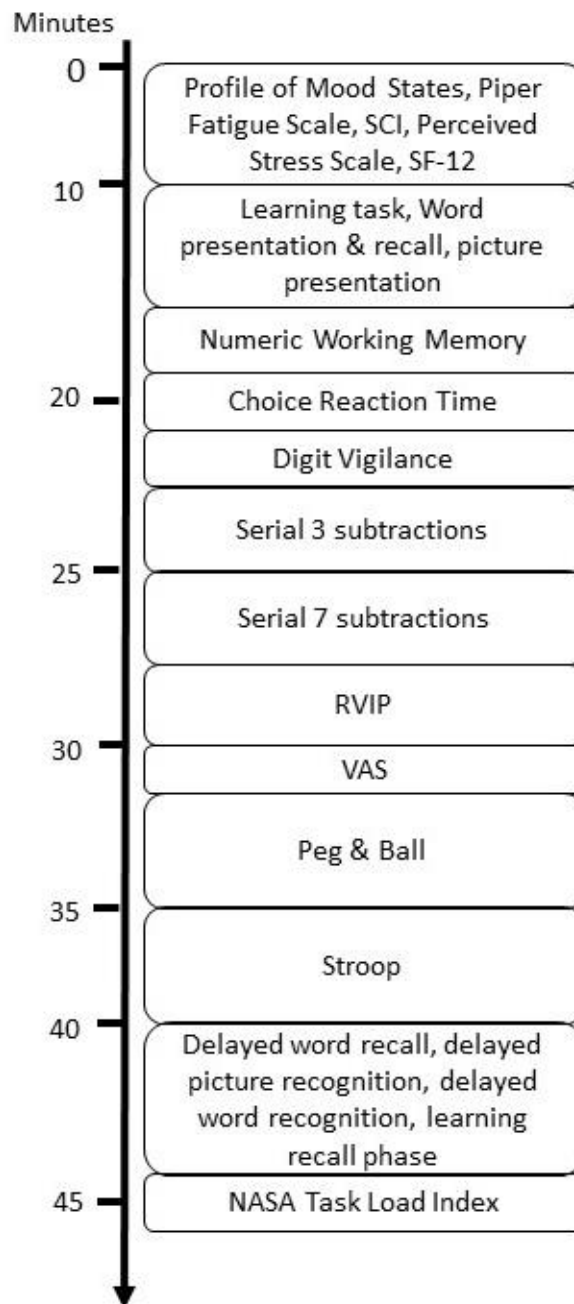 Minutes
0
Profile of Mood States, Piper
Fatigue Scale, SCI, Perceived
Stress Scale, SF-12
10
Learning task, Word
presentation & recall, picture
presentation
Numeric Working Memory
20
Choice Reaction Time
Digit Vigilance
Serial 3 subtractions
25
Serial 7 subtractions
RVIP
30
VAS
Peg & Ball
35
Stroop
40
Delayed word recall, delayed
picture recognition, delayed
word recognition, learning
recall phase
45
NASA Task Load Index